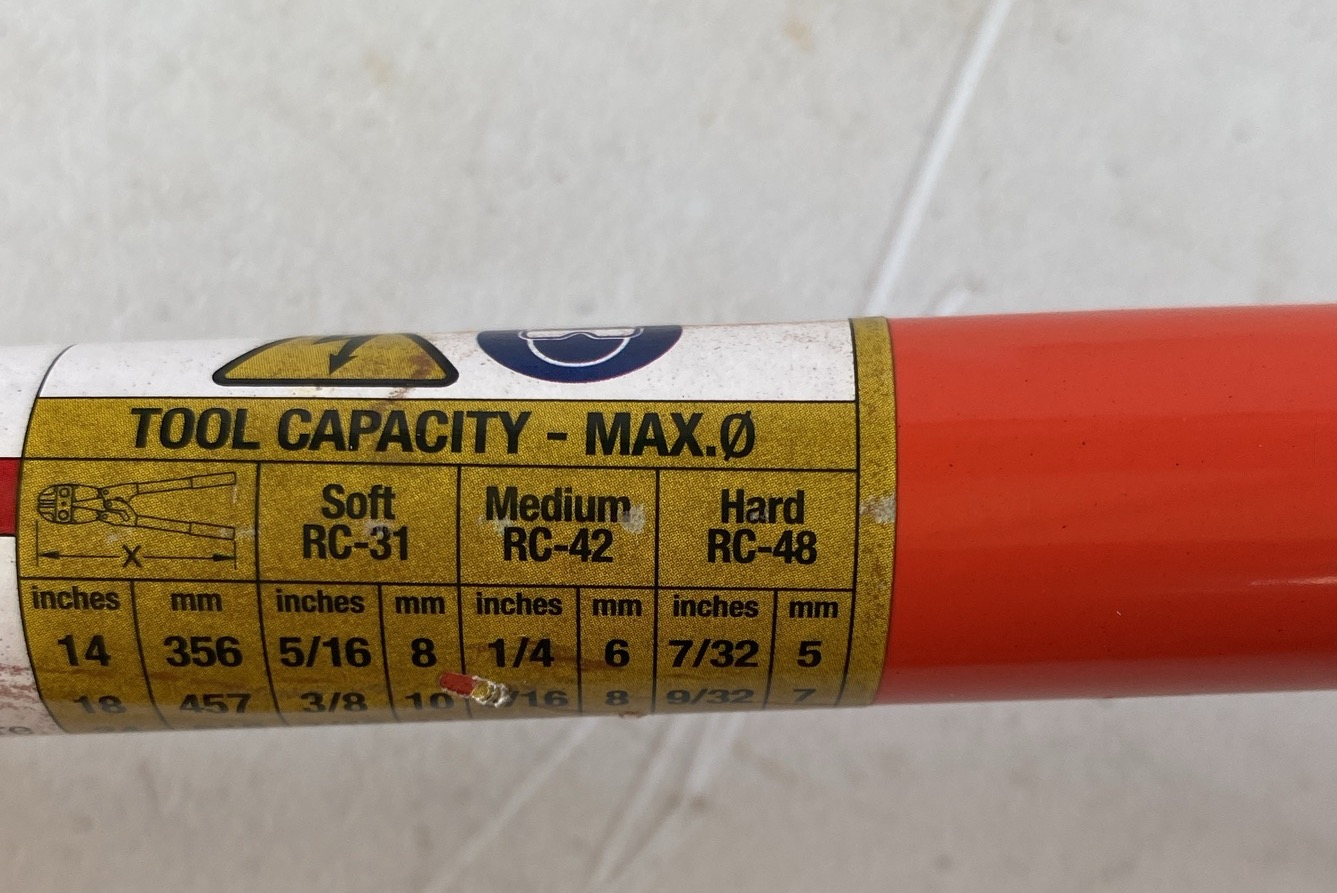 TOOL CAPACITY - MAX.Ø
X
Soft RC-31
Medium RC-42
Hard RC-48
inches mm inches mm inches mm inches mm
14 356 5/16 8 1/4 6 7/32 5
18 457 3/8 10 /16 8 9/32 7